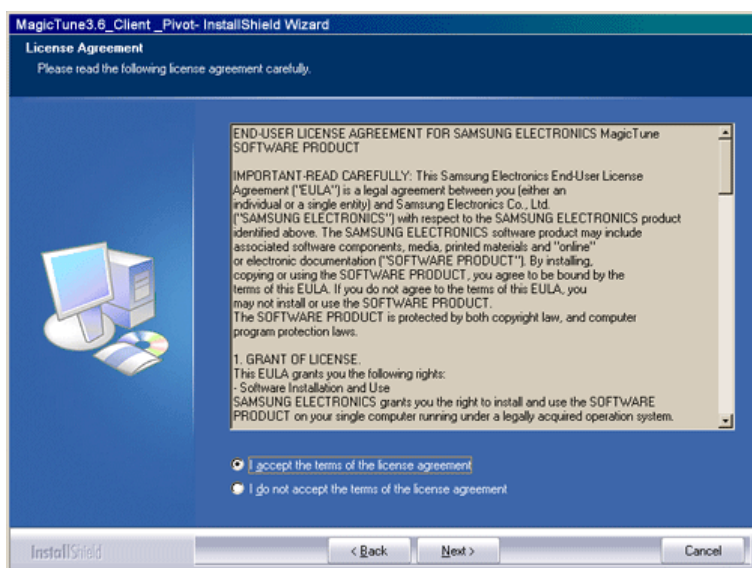 MagicTune3.6_Client _Pivot- InstallShield Wizard
License Agreement
Please read the following license agreement carefully.
END-USER LICENSE AGREEMENT FOR SAMSUNG ELECTRONICS MagicTune
SOFTWARE PRODUCT
IMPORTANT-READ CAREFULLY: This Samsung Electronics End-User License
Agreement ("EULA") is a legal agreement between you (either an
individual or a single entity) and Samsung Electronics Co., Ltd.
("SAMSUNG ELECTRONICS") with respect to the SAMSUNG ELECTRONICS product
identified above. The SAMSUNG ELECTRONICS software product may include
associated software components, media, printed materials and "online"
or electronic documentation ("SOFTWARE PRODUCT"). By installing,
copying or using the SOFTWARE PRODUCT, you agree to be bound by the
terms of this EULA. If you do not agree to the terms of this EULA, you
may not install or use the SOFTWARE PRODUCT.
The SOFTWARE PRODUCT is protected by both copyright law, and computer
program protection laws.
1. GRANT OF LICENSE.
This EULA grants you the following rights:
- Software Installation and Use
SAMSUNG ELECTRONICS grants you the right to install and use the SOFTWARE
PRODUCT on your single computer running under a legally acquired operation system.
I accept the terms of the license agreement
I do not accept the terms of the license agreement
InstallShield
< Back
Next >
Cancel